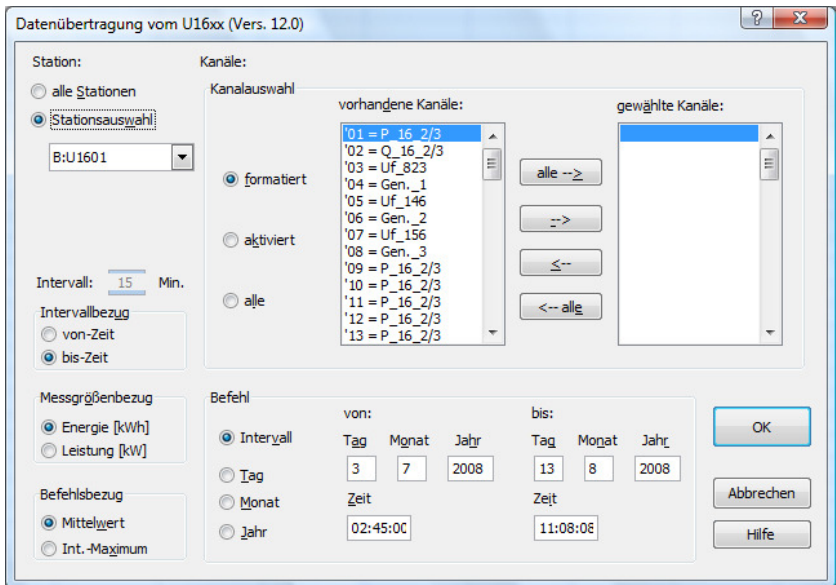 Datenübertragung vom U16xx (Vers. 12.0)
Station:
alle Stationen
Stationsauswahl
B:U1601
Intervall: 15 Min.
Intervallbezug
von-Zeit
bis-Zeit
Messgrößenbezug
Energie [kWh]
Leistung [kW]
Befehlsbezug
Mittelwert
Int.-Maximum
Kanäle:
Kanalauswahl
formatiert
aktiviert
alle
vorhandene Kanäle:
'01 = P_16_2/3
'02 = Q_16_2/3
'03 = Uf_823
'04 = Gen._1
'05 = Uf_146
'06 = Gen._2
'07 = Uf_156
'08 = Gen._3
'09 = P_16_2/3
'10 = P_16_2/3
'11 = P_16_2/3
'12 = P_16_2/3
'13 = P_16_2/3
alle -->
-->
<--
<-- alle
gewählte Kanäle:
Befehl
Intervall
Tag
Monat
Jahr
von:
Tag Monat Jahr
3 7 2008
Zeit
02:45:00
bis:
Tag Monat Jahr
13 8 2008
Zeit
11:08:08
OK
Abbrechen
Hilfe